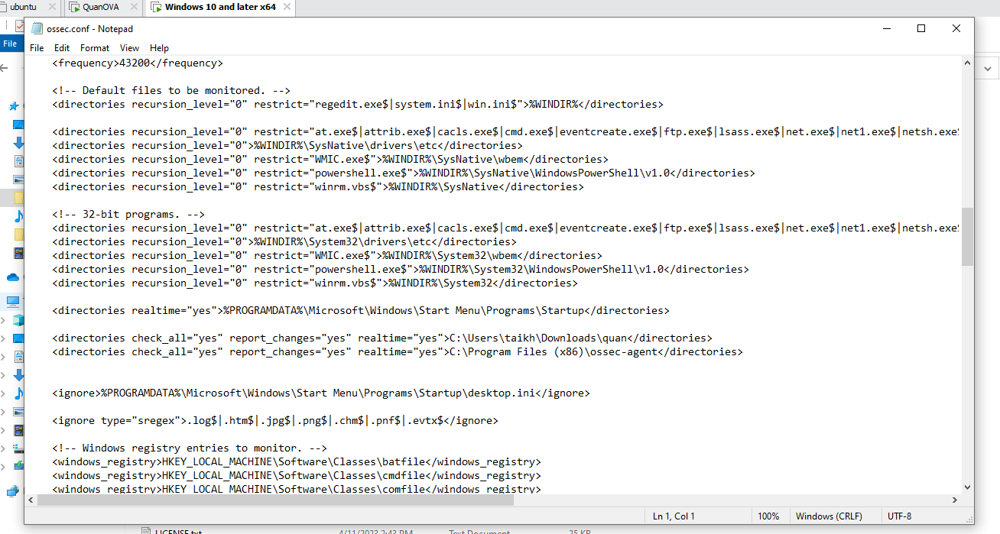 ubuntu
QuanOVA
Windows 10 and later x64
File
ossec.conf - Notepad
File Edit Format View Help
<frequency>43200</frequency>
<!-- Default files to be monitored. -->
<directories recursion_level="0" restrict="regedit.exe$|system.ini$|win.ini$">%WINDIR%</directories>
<directories recursion_level="0" restrict="at.exe$|attrib.exe$|cacls.exe$|cmd.exe$|eventcreate.exe$|ftp.exe$|lsass.exe$|net.exe$|net1.exe$|netsh.exe$
<directories recursion_level="0">%WINDIR%\SysNative\drivers\etc</directories>
<directories recursion_level="0" restrict="WMIC.exe$">%WINDIR%\SysNative\wbem</directories>
<directories recursion_level="0" restrict="powershell.exe$">%WINDIR%\SysNative\WindowsPowerShell\v1.0</directories>
<directories recursion_level="0" restrict="winrm.vbs$">%WINDIR%\SysNative</directories>
<!-- 32-bit programs. -->
<directories recursion_level="0" restrict="at.exe$|attrib.exe$|cacls.exe$|cmd.exe$|eventcreate.exe$|ftp.exe$|lsass.exe$|net.exe$|net1.exe$|netsh.exe$
<directories recursion_level="0">%WINDIR%\System32\drivers\etc</directories>
<directories recursion_level="0" restrict="WMIC.exe$">%WINDIR%\System32\wbem</directories>
<directories recursion_level="0" restrict="powershell.exe$">%WINDIR%\System32\WindowsPowerShell\v1.0</directories>
<directories recursion_level="0" restrict="winrm.vbs$">%WINDIR%\System32</directories>
<directories realtime="yes">%PROGRAMDATA%\Microsoft\Windows\Start Menu\Programs\Startup</directories>
<directories check_all="yes" report_changes="yes" realtime="yes">C:\Users\taikh\Downloads\quan</directories>
<directories check_all="yes" report_changes="yes" realtime="yes">C:\Program Files (x86)\ossec-agent</directories>
<ignore>%PROGRAMDATA%\Microsoft\Windows\Start Menu\Programs\Startup\desktop.ini</ignore>
<ignore type="sregex">.log$|.htm$|.jpg$|.png$|.chm$|.pnf$|.evtx$</ignore>
<!-- Windows registry entries to monitor. -->
<windows_registry>HKEY_LOCAL_MACHINE\Software\Classes\batfile</windows_registry>
<windows_registry>HKEY_LOCAL_MACHINE\Software\Classes\cmdfile</windows_registry>
<windows_registry>HKEY_LOCAL_MACHINE\Software\Classes\comfile</windows_registry>
Ln 1, Col 1
100%
Windows (CRLF)
UTF-8
LICENSE.txt
4/11/2023 2:43 PM
Text Document
25 KB